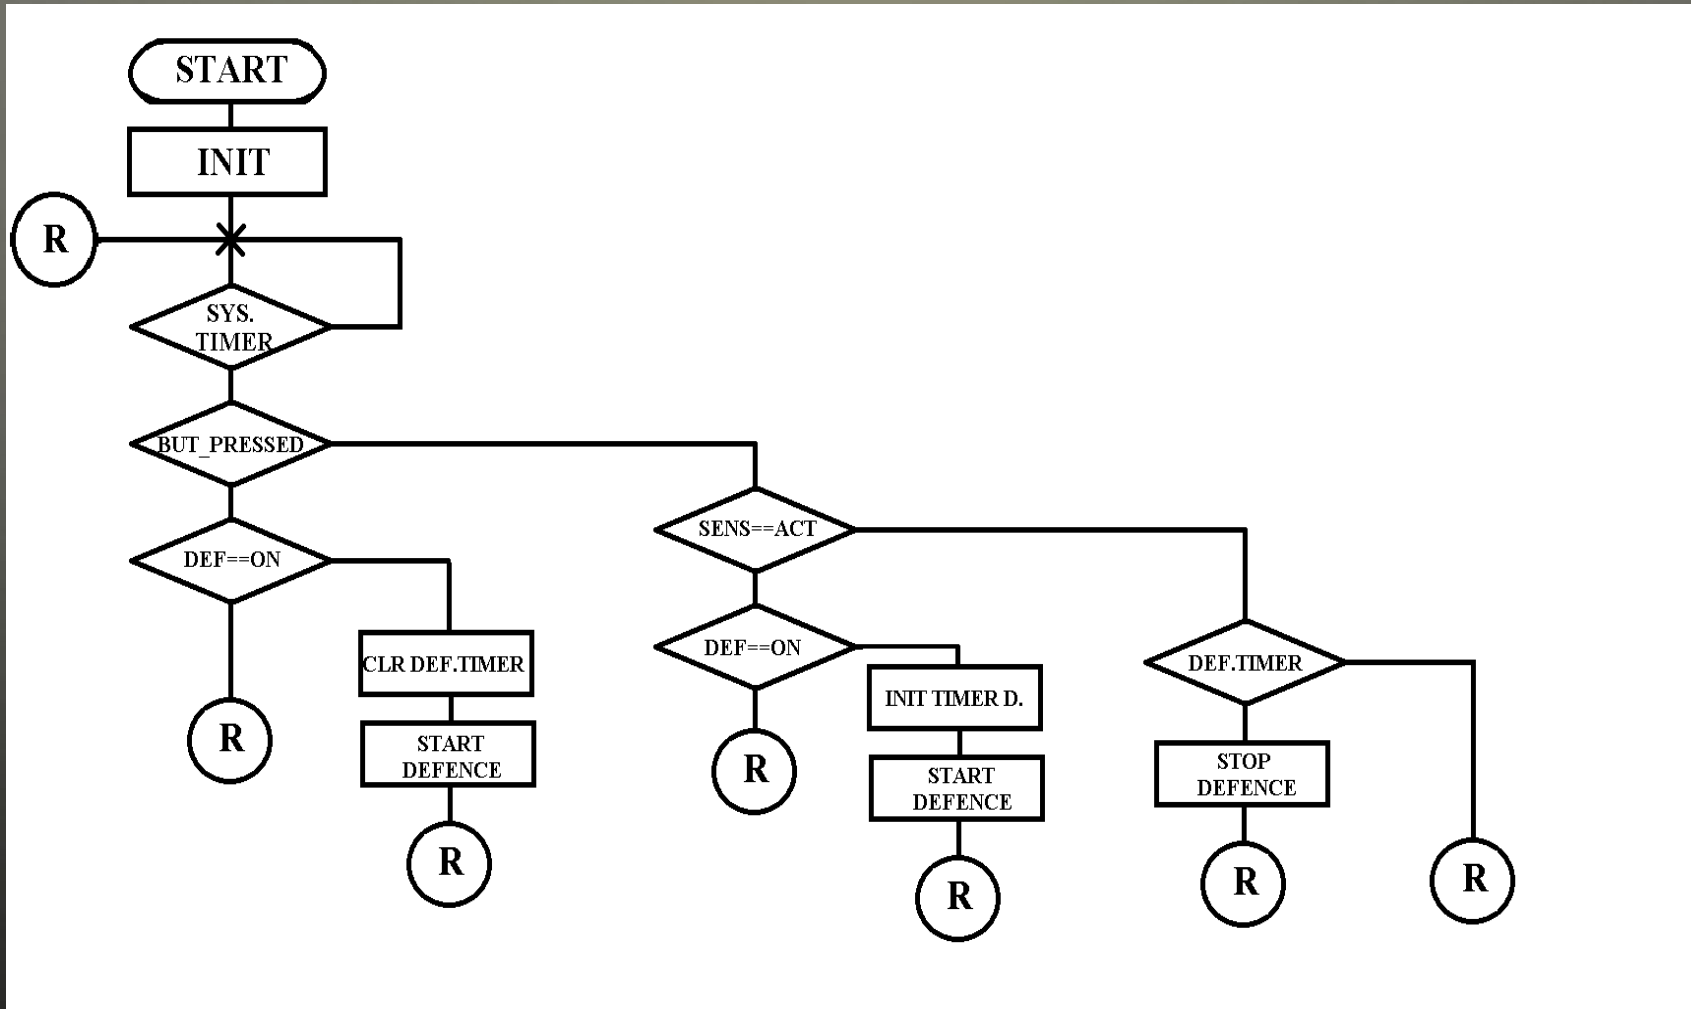 START
INIT
R
SYS.
TIMER
BUT_PRESSED
DEF==ON
CLR DEF.TIMER
START
DEFENCE
R
R
SENS==ACT
DEF==ON
INIT TIMER D.
START
DEFENCE
R
R
DEF.TIMER
STOP
DEFENCE
R
R